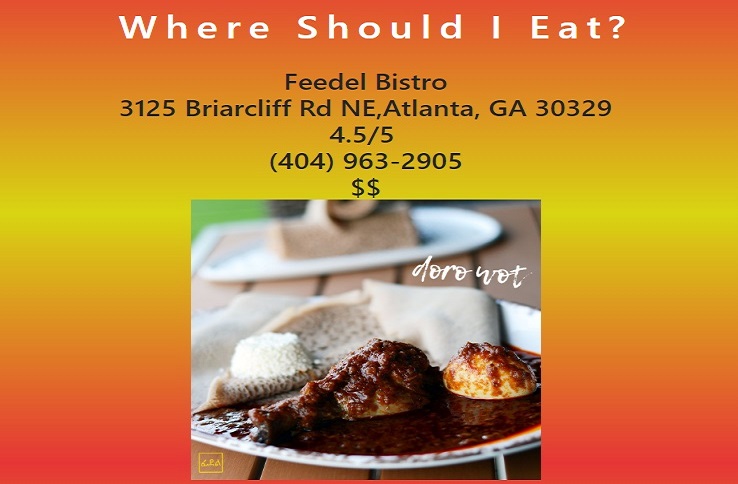 Where Should I Eat?
Feedel Bistro
3125 Briarcliff Rd NE,Atlanta, GA 30329
4.5/5
(404) 963-2905
$$
doro wot